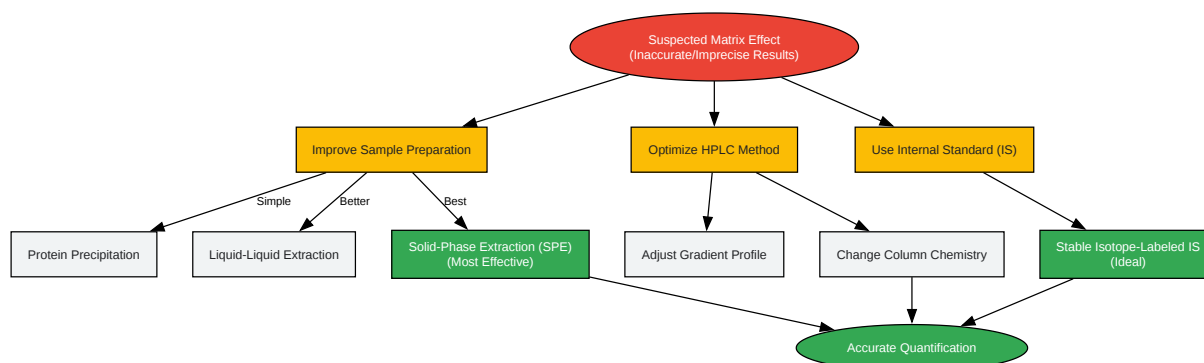 Suspected Matrix Effect
(Inaccurate/Imprecise Results)
Improve Sample Preparation
Optimize HPLC Method
Use Internal Standard (IS)
Simple
Better
Best
Protein Precipitation
Liquid-Liquid Extraction
Solid-Phase Extraction (SPE)
(Most Effective)
Adjust Gradient Profile
Change Column Chemistry
Stable Isotope-Labeled IS
(Ideal)
Accurate Quantification